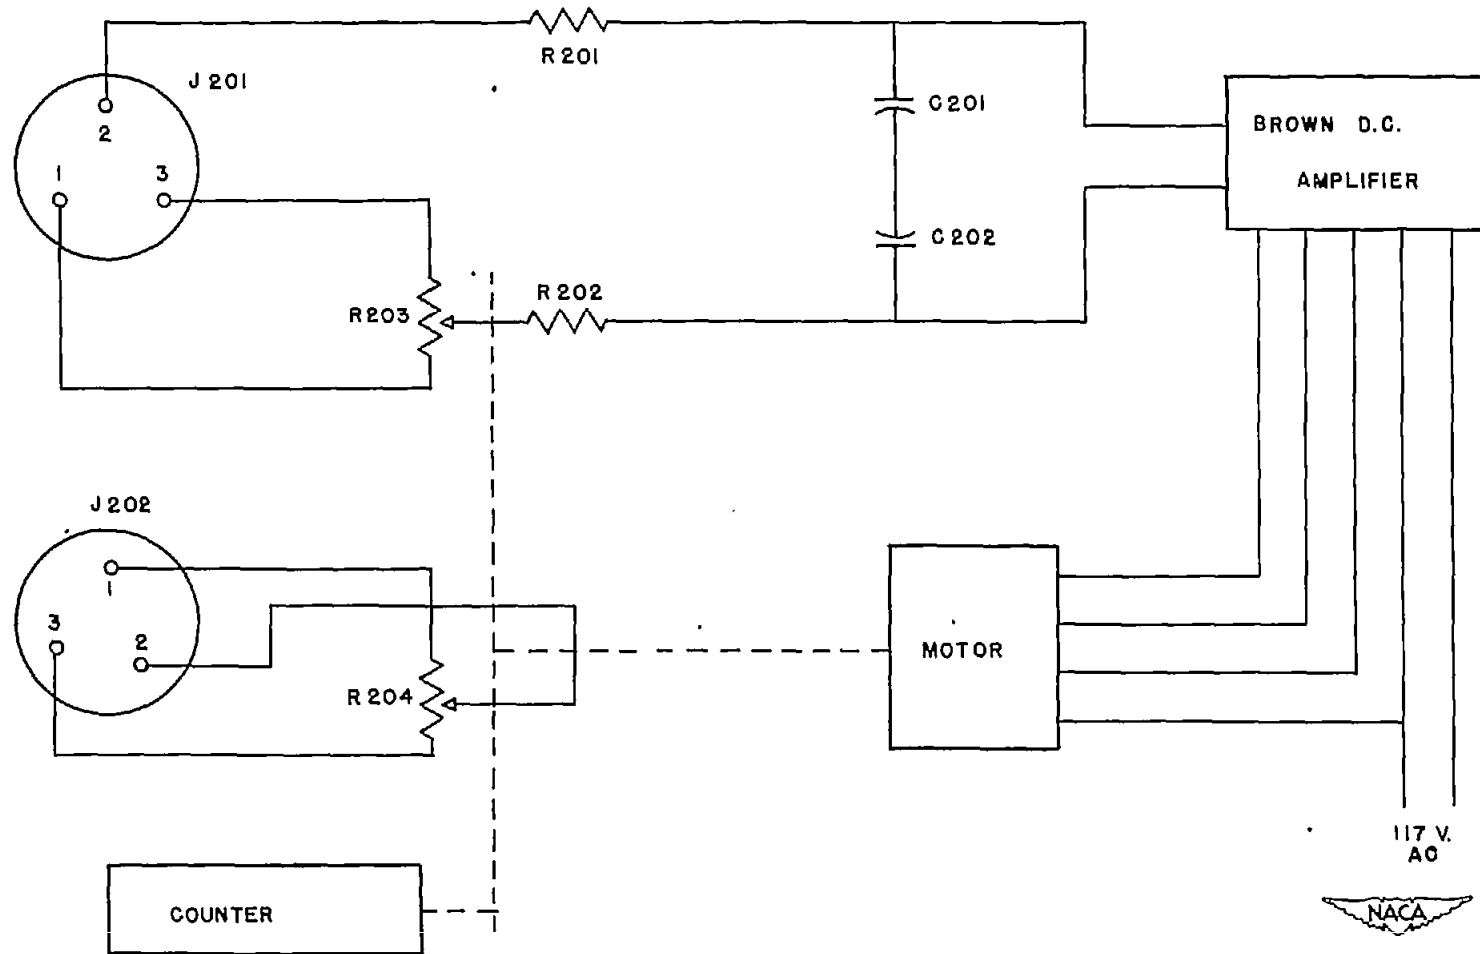 R201
J201
2
1
3
C201
C202
BROWN D.C.
AMPLIFIER
R203
R202
J202
1
3
2
R204
MOTOR
117 V.
AC
COUNTER
NACA